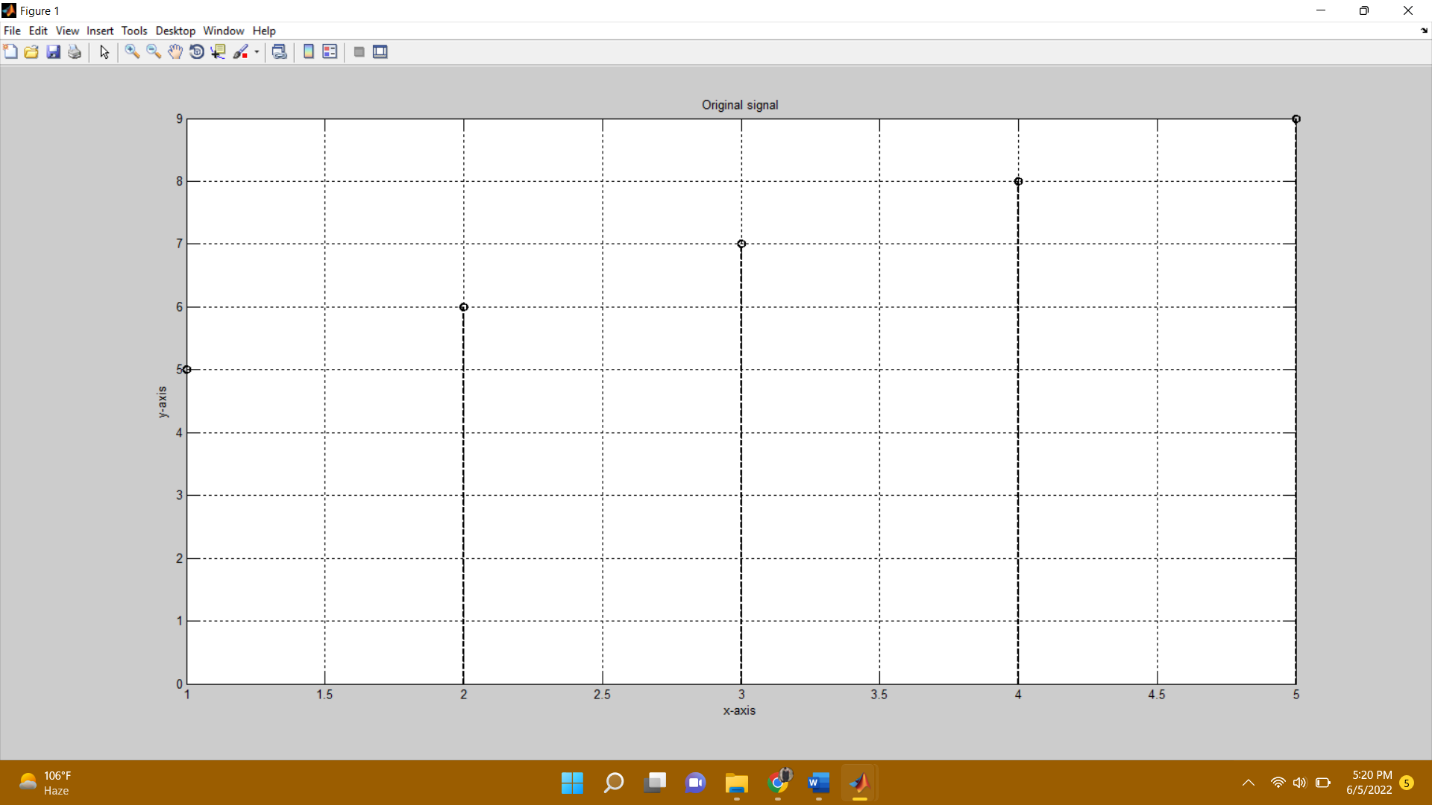 Figure 1
File Edit View Insert Tools Desktop Window Help
Original signal
9
8
7
6
5
4
3
2
1
0
y-axis
1 1.5 2 2.5 3 3.5 4 4.5 5
x-axis
106°F
Haze
5:20 PM
6/5/2022
5